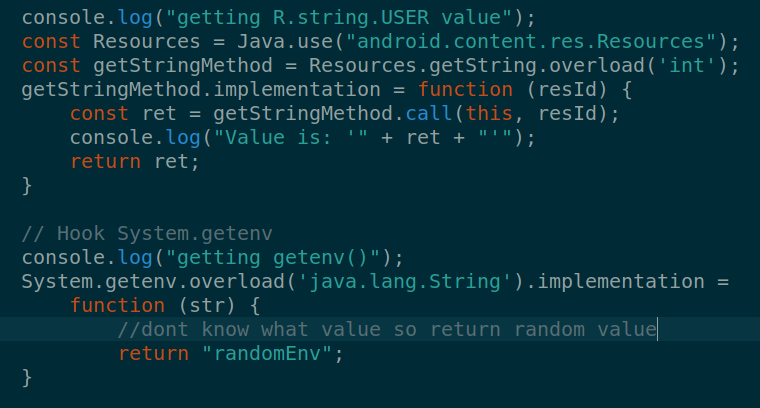 console.log("getting R.string.USER value");
const Resources = Java.use("android.content.res.Resources");
const getStringMethod = Resources.getString.overload('int');
getStringMethod.implementation = function (resId) {
    const ret = getStringMethod.call(this, resId);
    console.log("Value is: '" + ret + "'");
    return ret;
}

// Hook System.getenv
console.log("getting getenv()");
System.getenv.overload('java.lang.String').implementation =
    function (str) {
        //dont know what value so return random value
        return "randomEnv";
}